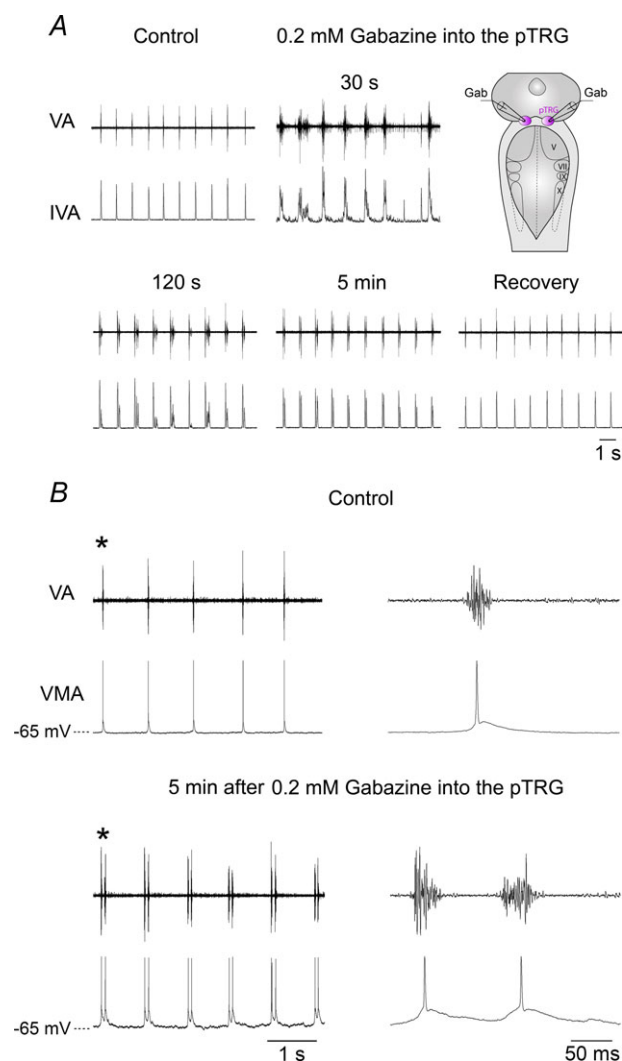 A
Control
0.2 mM Gabazine into the pTRG
30 s
VA
IVA
Gab
Gab
pTRG
V
VII
IX
X
120 s
5 min
Recovery
1 s
B
Control
*
VA
VMA
-65 mV
5 min after 0.2 mM Gabazine into the pTRG
*
-65 mV
1 s
50 ms